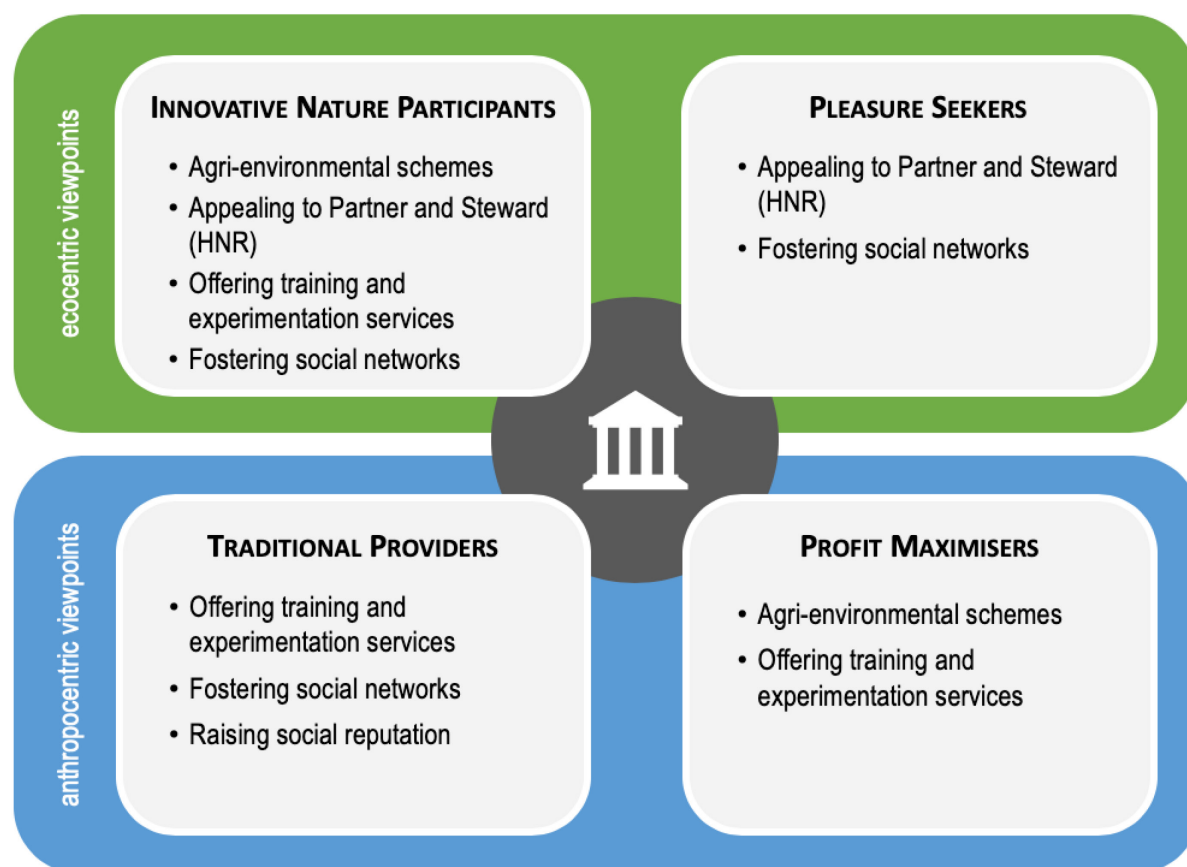 ecocentric viewpoints
INNOVATIVE NATURE PARTICIPANTS
• Agri-environmental schemes
• Appealing to Partner and Steward
(HNR)
• Offering training and
experimentation services
• Fostering social networks
PLEASURE SEEKERS
• Appealing to Partner and Steward
(HNR)
• Fostering social networks
anthropocentric viewpoints
TRADITIONAL PROVIDERS
• Offering training and
experimentation services
• Fostering social networks
• Raising social reputation
PROFIT MAXIMISERS
• Agri-environmental schemes
• Offering training and
experimentation services